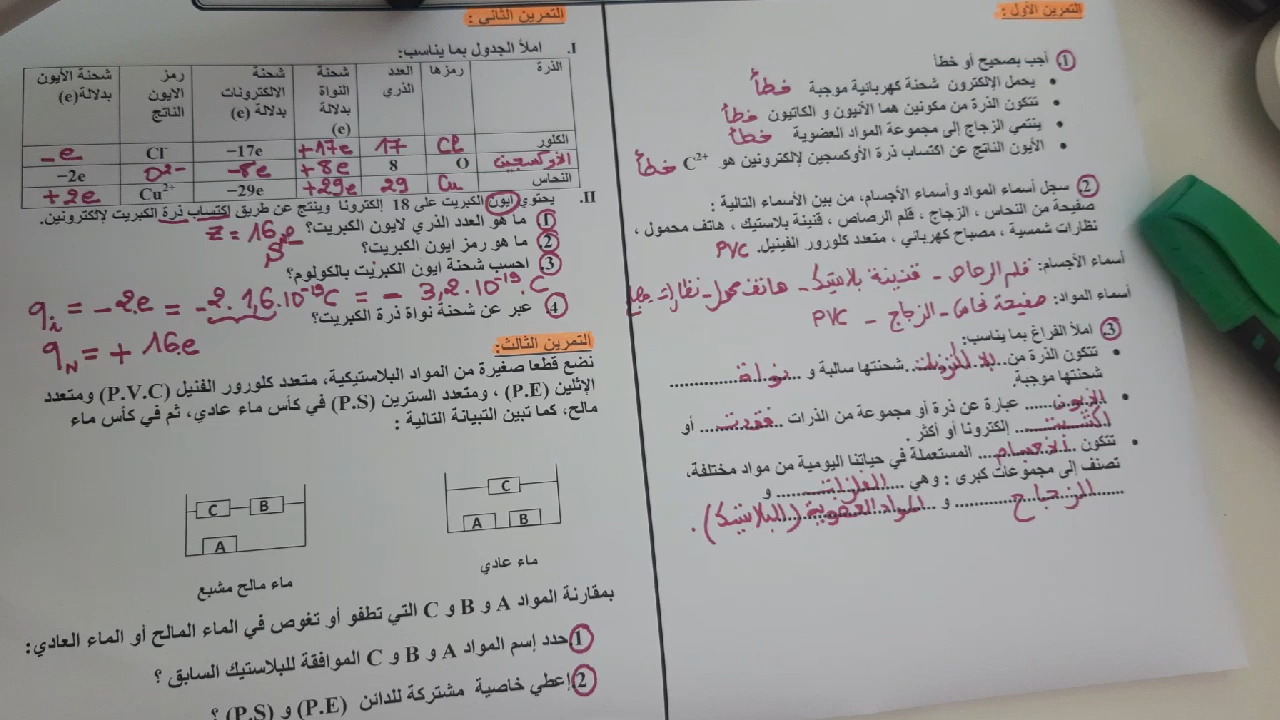 التمرين الأول:
① أجب بصحيح أو خطأ
• يحمل الإلكترون شحنة كهربائية موجبة خطأ
• تتكون الذرة من مكونين هما الأنيون و الكاتيون خطأ
• ينتمي الزجاج إلى مجموعة المواد العضوية خطأ
• الأيون الناتج عن اكتساب ذرة الأوكسجين لإلكترونين هو C²⁺ خطأ
② سجل أسماء المواد وأسماء الأجسام، من بين الأسماء التالية :
صفيحة من النحاس ، الزجاج ، قلم الرصاص ، قنينة بلاستيك ، هاتف محمول ،
نظارات شمسية ، مصباح كهربائي ، متعدد كلورور الفينيل. PVC
أسماء الأجسام: قلم الرصاص - قنينة بلاستيك - هاتف محمول - نظارات
أسماء المواد: صفيحة نحاس - الزجاج - PVC
③ املأ الفراغ بما يناسب:
• تتكون الذرة من ..... شحنتها سالبة و نواة ...............
شحنتها موجبة.
• الايون ........ عبارة عن ذرة أو مجموعة من الذرات فقدت أو
اكتسبت إلكترونا أو أكثر .
• تتكون الأجسام المستعملة في حياتنا اليومية من مواد مختلفة،
تصنف إلى مجموعات كبرى : وهي الفلزات و
الزجاج و المواد العضوية (البلاستيك) .
التمرين الثاني :
I. املأ الجدول بما يناسب:
الذرة رمزها العدد الذري شحنة النواة بدلالة (e) شحنة الالكترونات بدلالة (e) رمز الايون الناتج شحنة الأيون بدلالة (e)
الكلور Cl 17 +17e −17e Cl⁻ −e
الأوكسجين O 8 +8e −8e O²⁻ −2e
النحاس Cu 29 +29e −29e Cu²⁺ +2e
II. يحتوي ايون الكبريت على 18 إلكترونا وينتج عن طريق اكتساب ذرة الكبريت لإلكترونين.
① ما هو العدد الذري لايون الكبريت؟ Z = 16
② ما هو رمز ايون الكبريت؟
③ احسب شحنة ايون الكبريت بالكولوم؟
q = −2e = −2.1,6.10⁻¹⁹C = − 3,2.10⁻¹⁹.C
④ عبر عن شحنة نواة ذرة الكبريت؟
q_N = + 16e
التمرين الثالث:
نضع قطعا صغيرة من المواد البلاستيكية، متعدد كلورور الفنيل (P.V.C) ومتعدد
الإثلين (P.E) ، ومتعدد السترين (P.S) في كأس ماء عادي، ثم في كأس ماء
مالح، كما تبين التبيانة التالية :
C
A B
ماء عادي
C B
A
ماء مالح مشبع
بمقارنة المواد A و B و C التي تطفو أو تغوص في الماء المالح أو الماء العادي:
① حدد إسم المواد A و B و C الموافقة للبلاستيك السابق ؟
② إعطي خاصية مشتركة للدائن (P.E) و (P.S) ؟